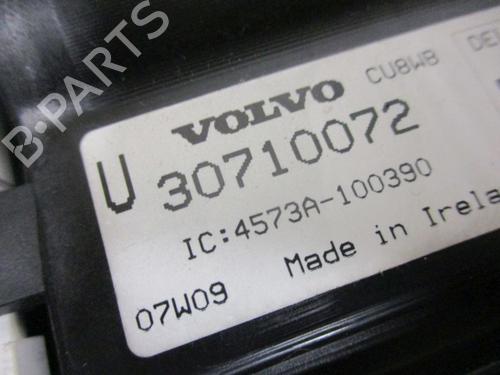 B-PARTS
VOLVO CU8WB
U 30710072
IC:4573A-100390
07W09 Made in Irela